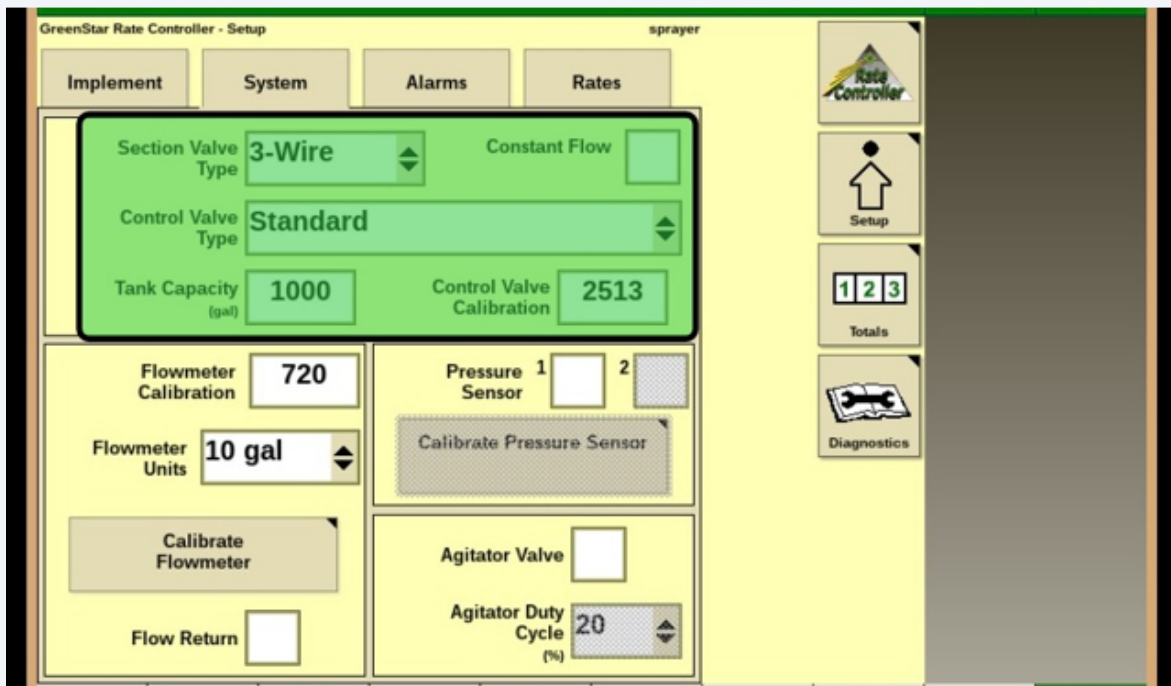 GreenStar Rate Controller - Setup
sprayer
Implement
System
Alarms
Rates
Section Valve
Type
3-Wire
Constant Flow
Control Valve
Type
Standard
Tank Capacity
(gal)
1000
Control Valve
Calibration
2513
Flowmeter
Calibration
720
Flowmeter
Units
10 gal
Calibrate
Flowmeter
Flow Return
Pressure
Sensor
1
2
Calibrate Pressure Sensor
Agitator Valve
Agitator Duty
Cycle
(%)
20
Rate
Controller
Setup
1 2 3
Totals
Diagnostics